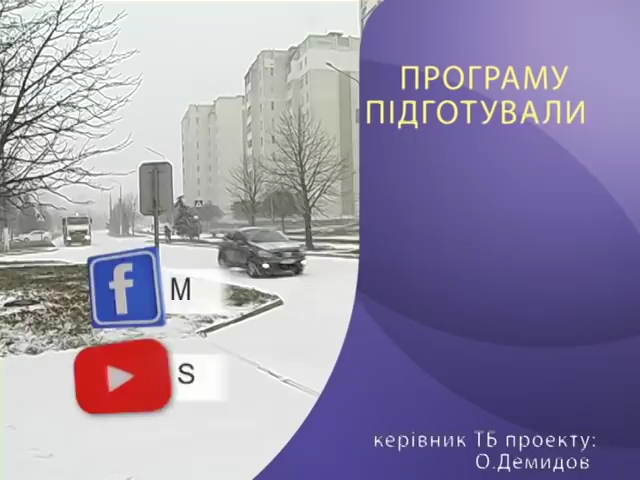 ПРОГРАМУ
ПІДГОТУВАЛИ
f
M
S
керівник ТБ проекту:
О.Демидов